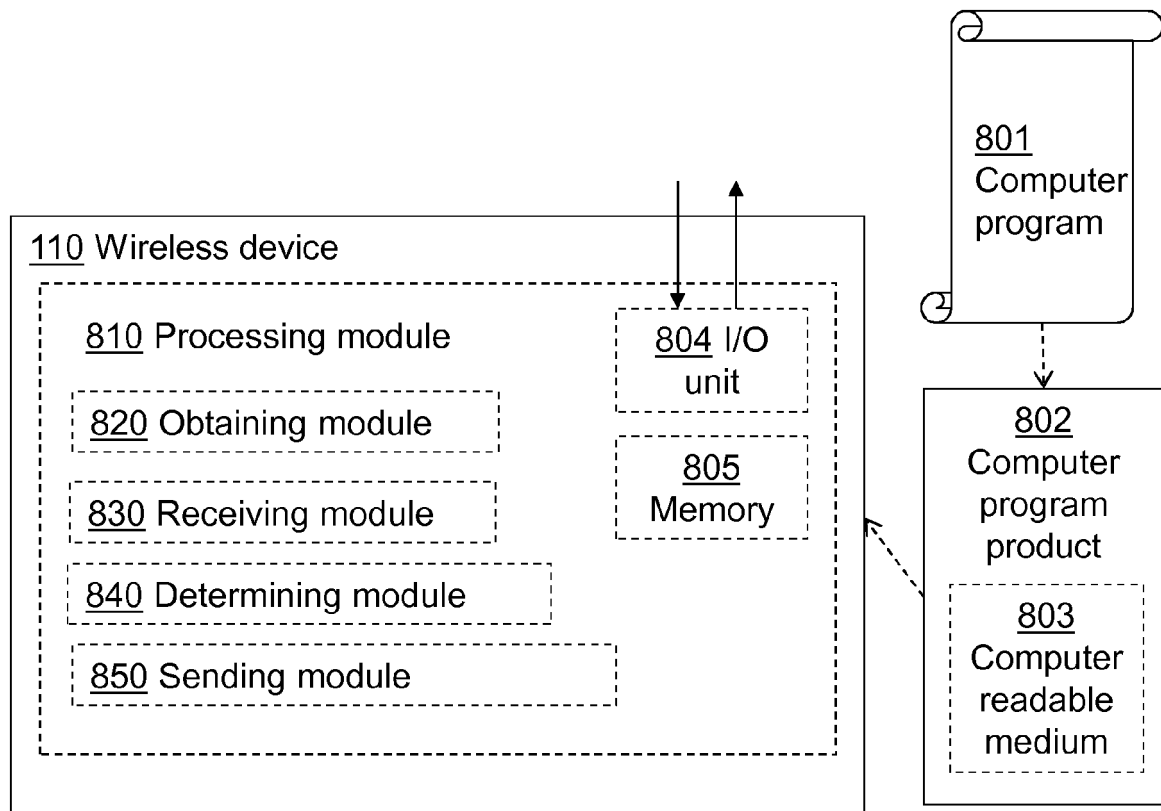 801
Computer
program
110 Wireless device
810 Processing module
804 I/O
unit
820 Obtaining module
805
Memory
830 Receiving module
840 Determining module
850 Sending module
802
Computer
program
product
803
Computer
readable
medium